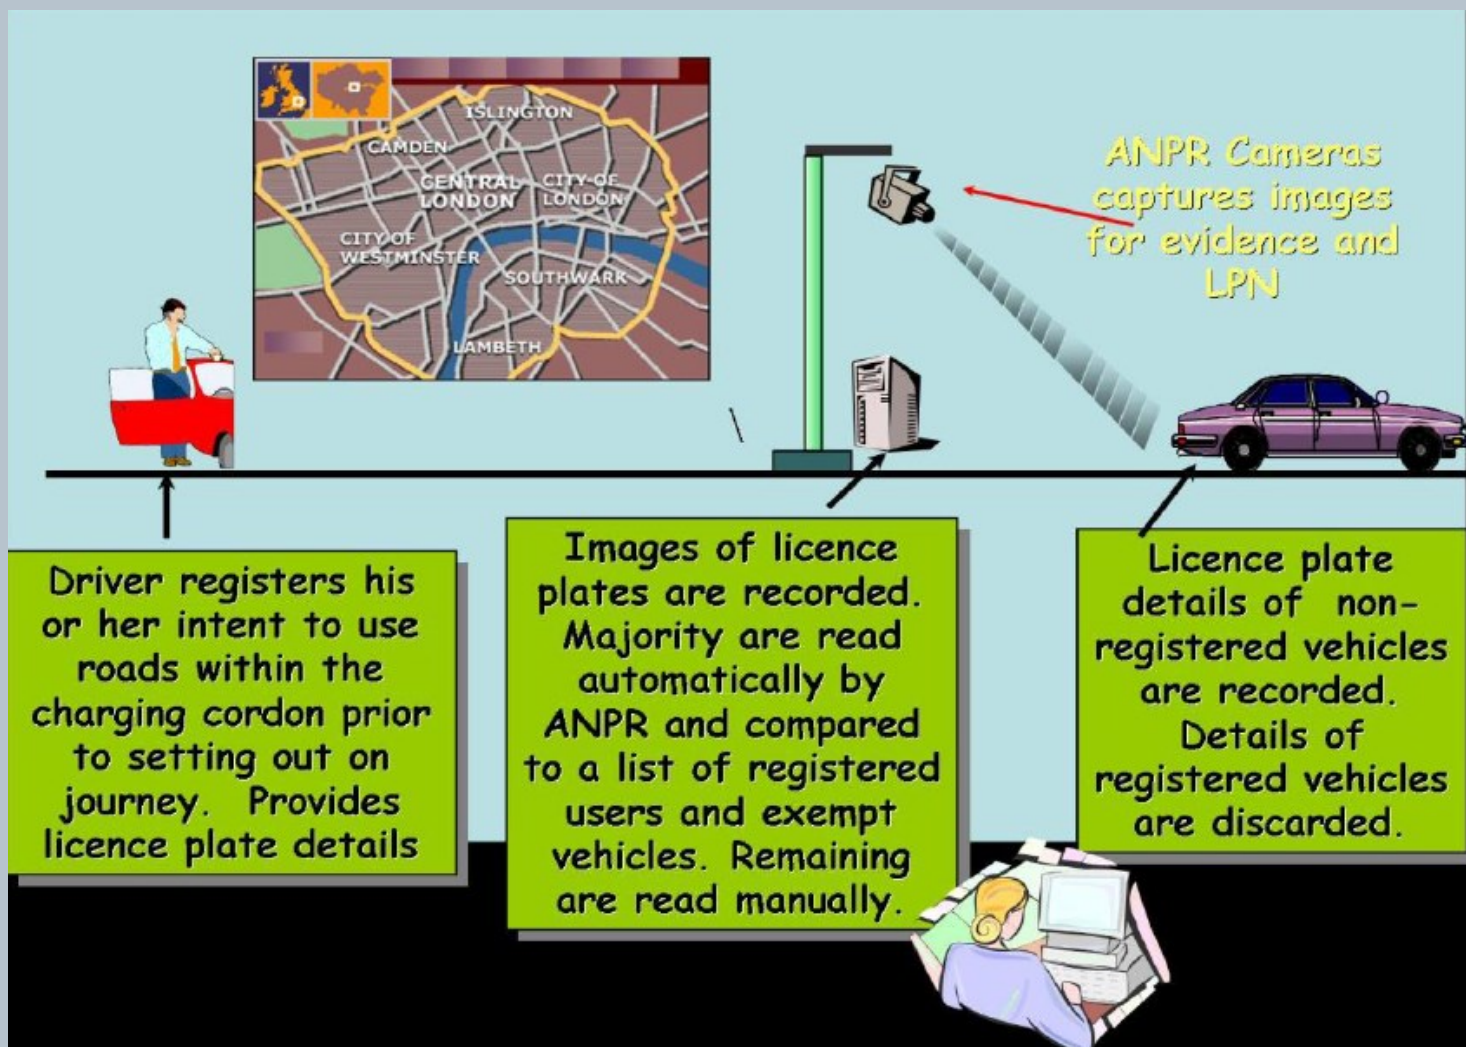 ISLINGTON
CAMDEN
CENTRAL
LONDON
CITY OF
LONDON
CITY OF
WESTMINSTER
SOUTHWARK
LAMBETH
ANPR Cameras
captures images
for evidence and
LPN
Driver registers his
or her intent to use
roads within the
charging cordon prior
to setting out on
journey. Provides
licence plate details
Images of licence
plates are recorded.
Majority are read
automatically by
ANPR and compared
to a list of registered
users and exempt
vehicles. Remaining
are read manually.
Licence plate
details of non-
registered vehicles
are recorded.
Details of
registered vehicles
are discarded.